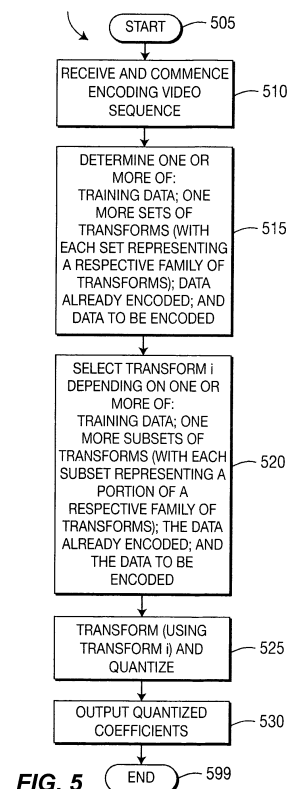 START
505
RECEIVE AND COMMENCE
ENCODING VIDEO
SEQUENCE
510
DETERMINE ONE OR
MORE OF:
TRAINING DATA; ONE
MORE SETS OF
TRANSFORMS (WITH
EACH SET REPRESENTING
A RESPECTIVE FAMILY OF
TRANSFORMS); DATA
ALREADY ENCODED; AND
DATA TO BE ENCODED
515
SELECT TRANSFORM i
DEPENDING ON ONE OR
MORE OF:
TRAINING DATA; ONE
MORE SUBSETS OF
TRANSFORMS (WITH EACH
SUBSET REPRESENTING A
PORTION OF A
RESPECTIVE FAMILY OF
TRANSFORMS); THE DATA
ALREADY ENCODED; AND
THE DATA TO BE
ENCODED
520
TRANSFORM (USING
TRANSFORM i) AND
QUANTIZE
525
OUTPUT QUANTIZED
COEFFICIENTS
530
END
599
FIG. 5